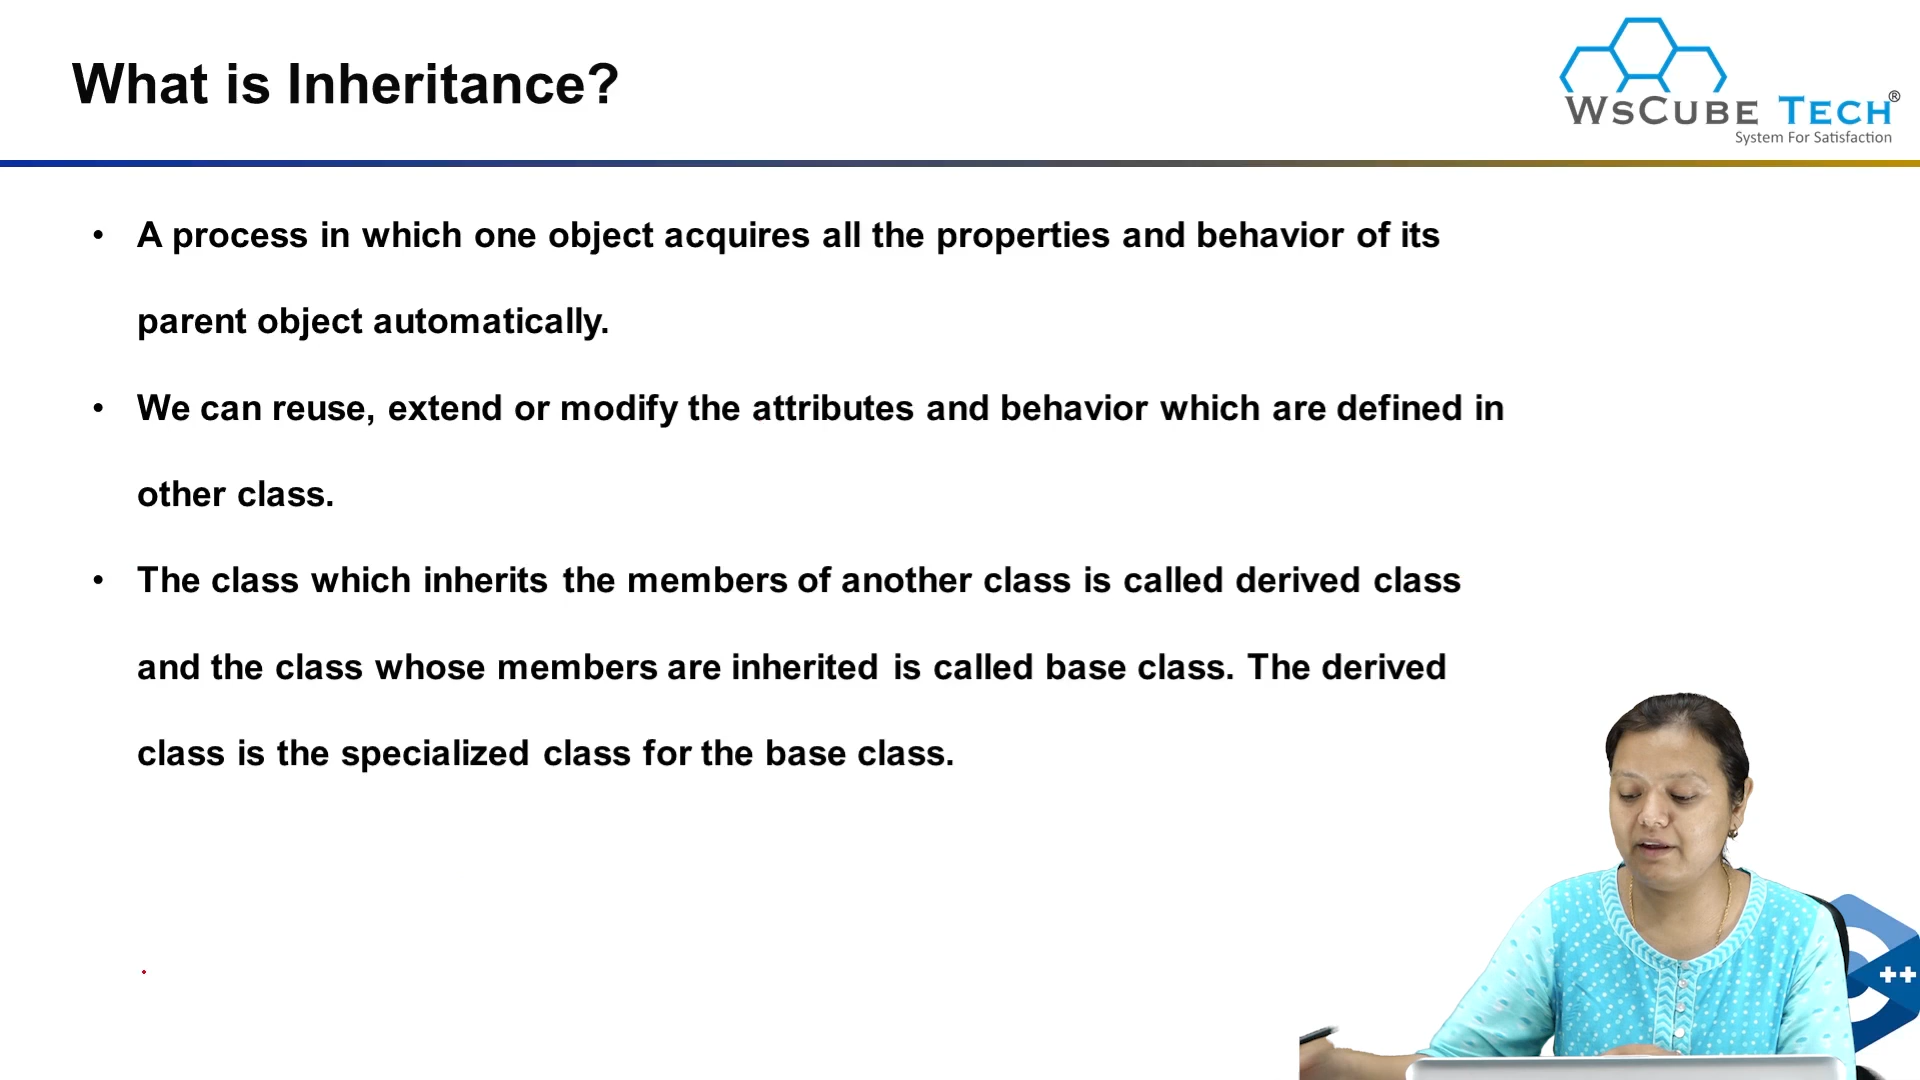 What is Inheritance?
WsCube Tech®
System For Satisfaction
• A process in which one object acquires all the properties and behavior of its
parent object automatically.
• We can reuse, extend or modify the attributes and behavior which are defined in
other class.
• The class which inherits the members of another class is called derived class
and the class whose members are inherited is called base class. The derived
class is the specialized class for the base class.
++